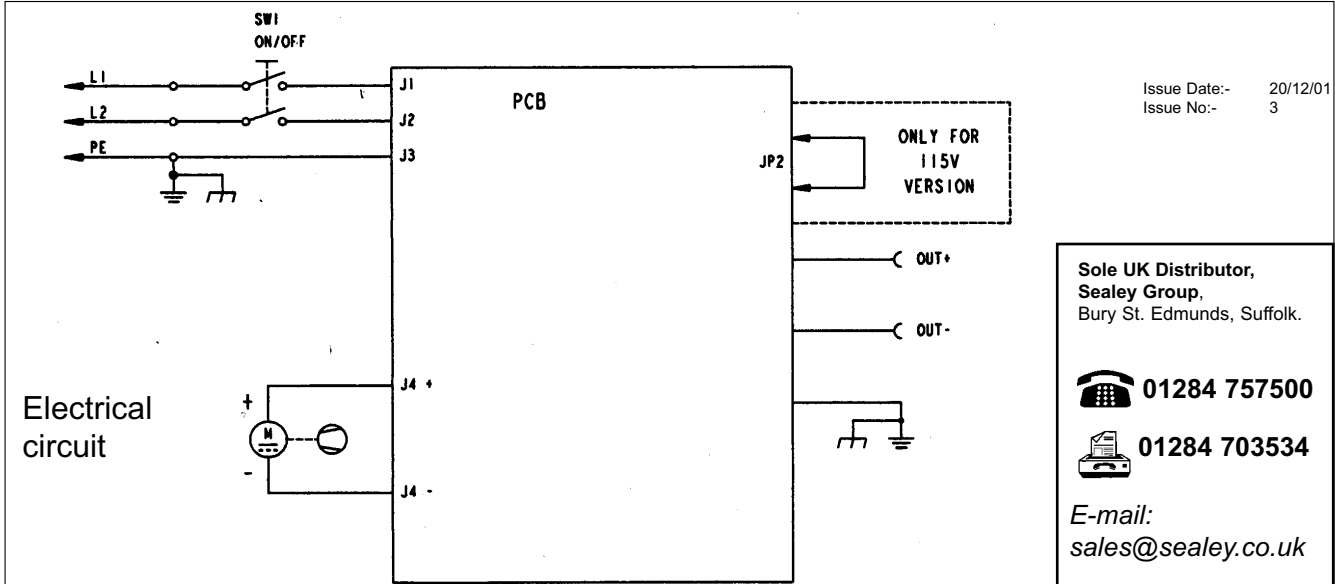 SW1
ON/OFF
L1
L2
PE
J1
J2
J3
PCB
JP2
ONLY FOR
115V
VERSION
OUT+
OUT-
J4 +
J4 -
+
M
-
Electrical
circuit
Issue Date:- 20/12/01
Issue No:- 3
Sole UK Distributor,
Sealey Group,
Bury St. Edmunds, Suffolk.
01284 757500
01284 703534
E-mail:
sales@sealey.co.uk